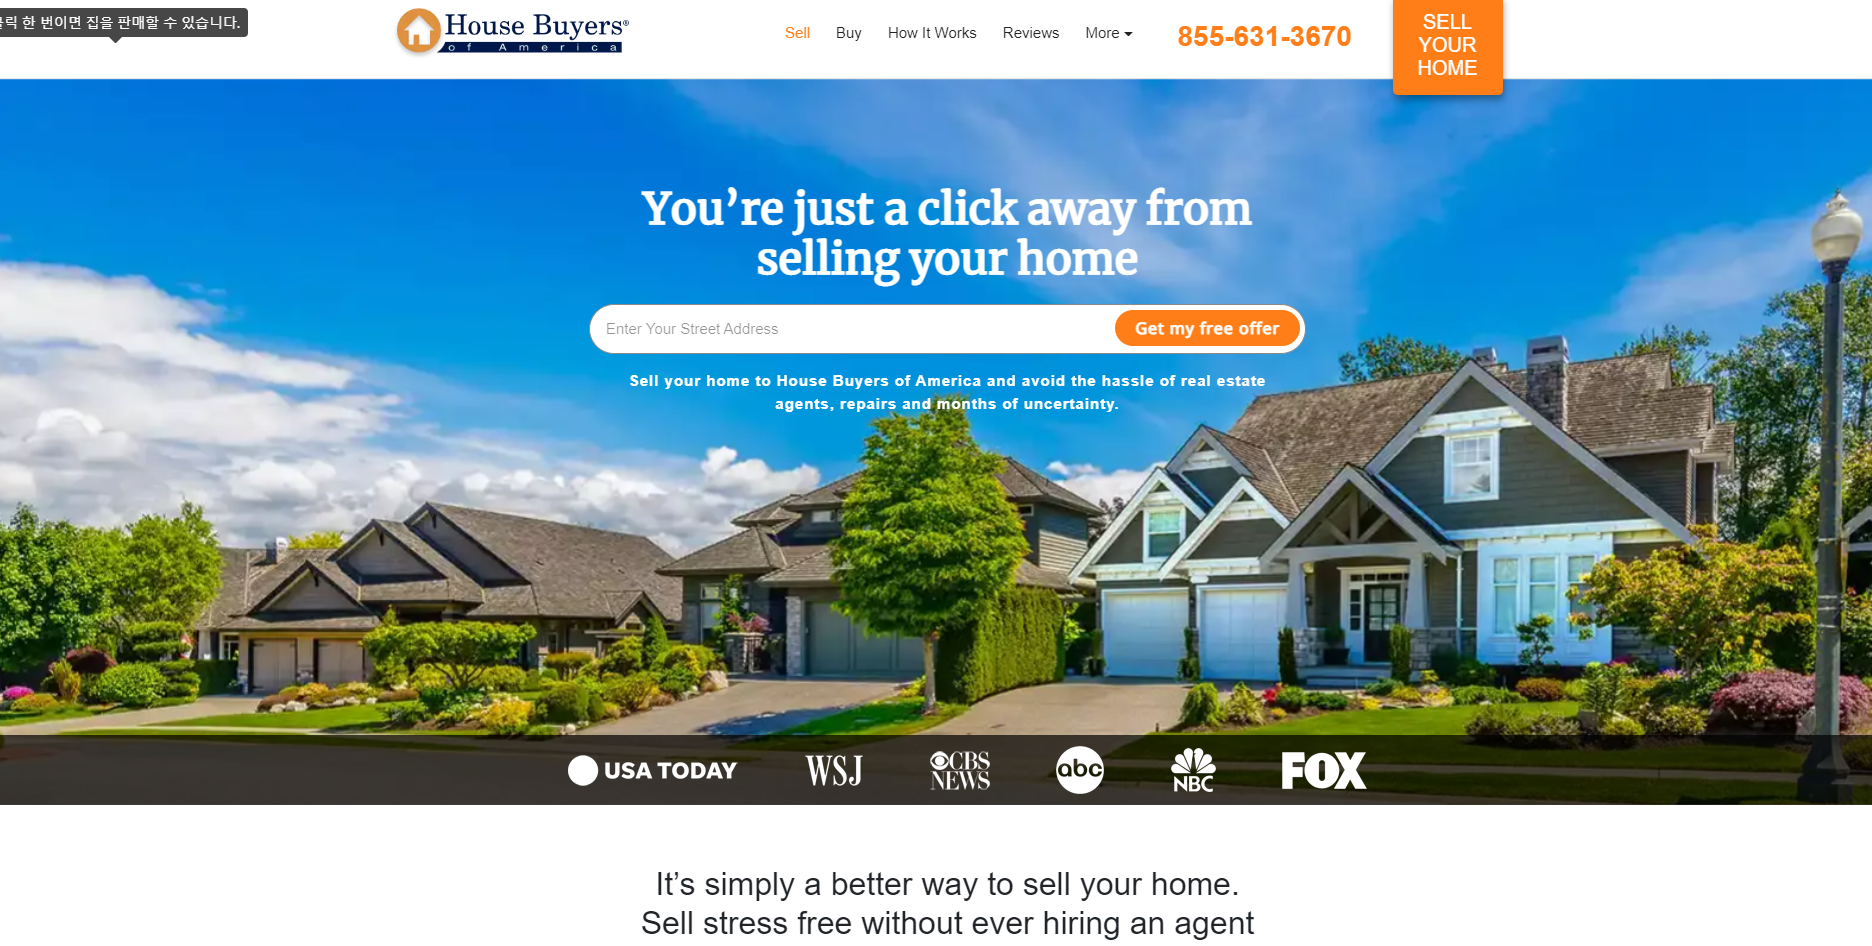 한 번이면 집을 판매할 수 있습니다.
House Buyers®
of America
Sell
Buy
How It Works
Reviews
More
855-631-3670
SELL
YOUR
HOME
You’re just a click away from
selling your home
Enter Your Street Address
Get my free offer
Sell your home to House Buyers of America and avoid the hassle of real estate
agents, repairs and months of uncertainty.
USA TODAY
WSJ
CBS
NEWS
abc
NBC
FOX
It’s simply a better way to sell your home.
Sell stress free without ever hiring an agent